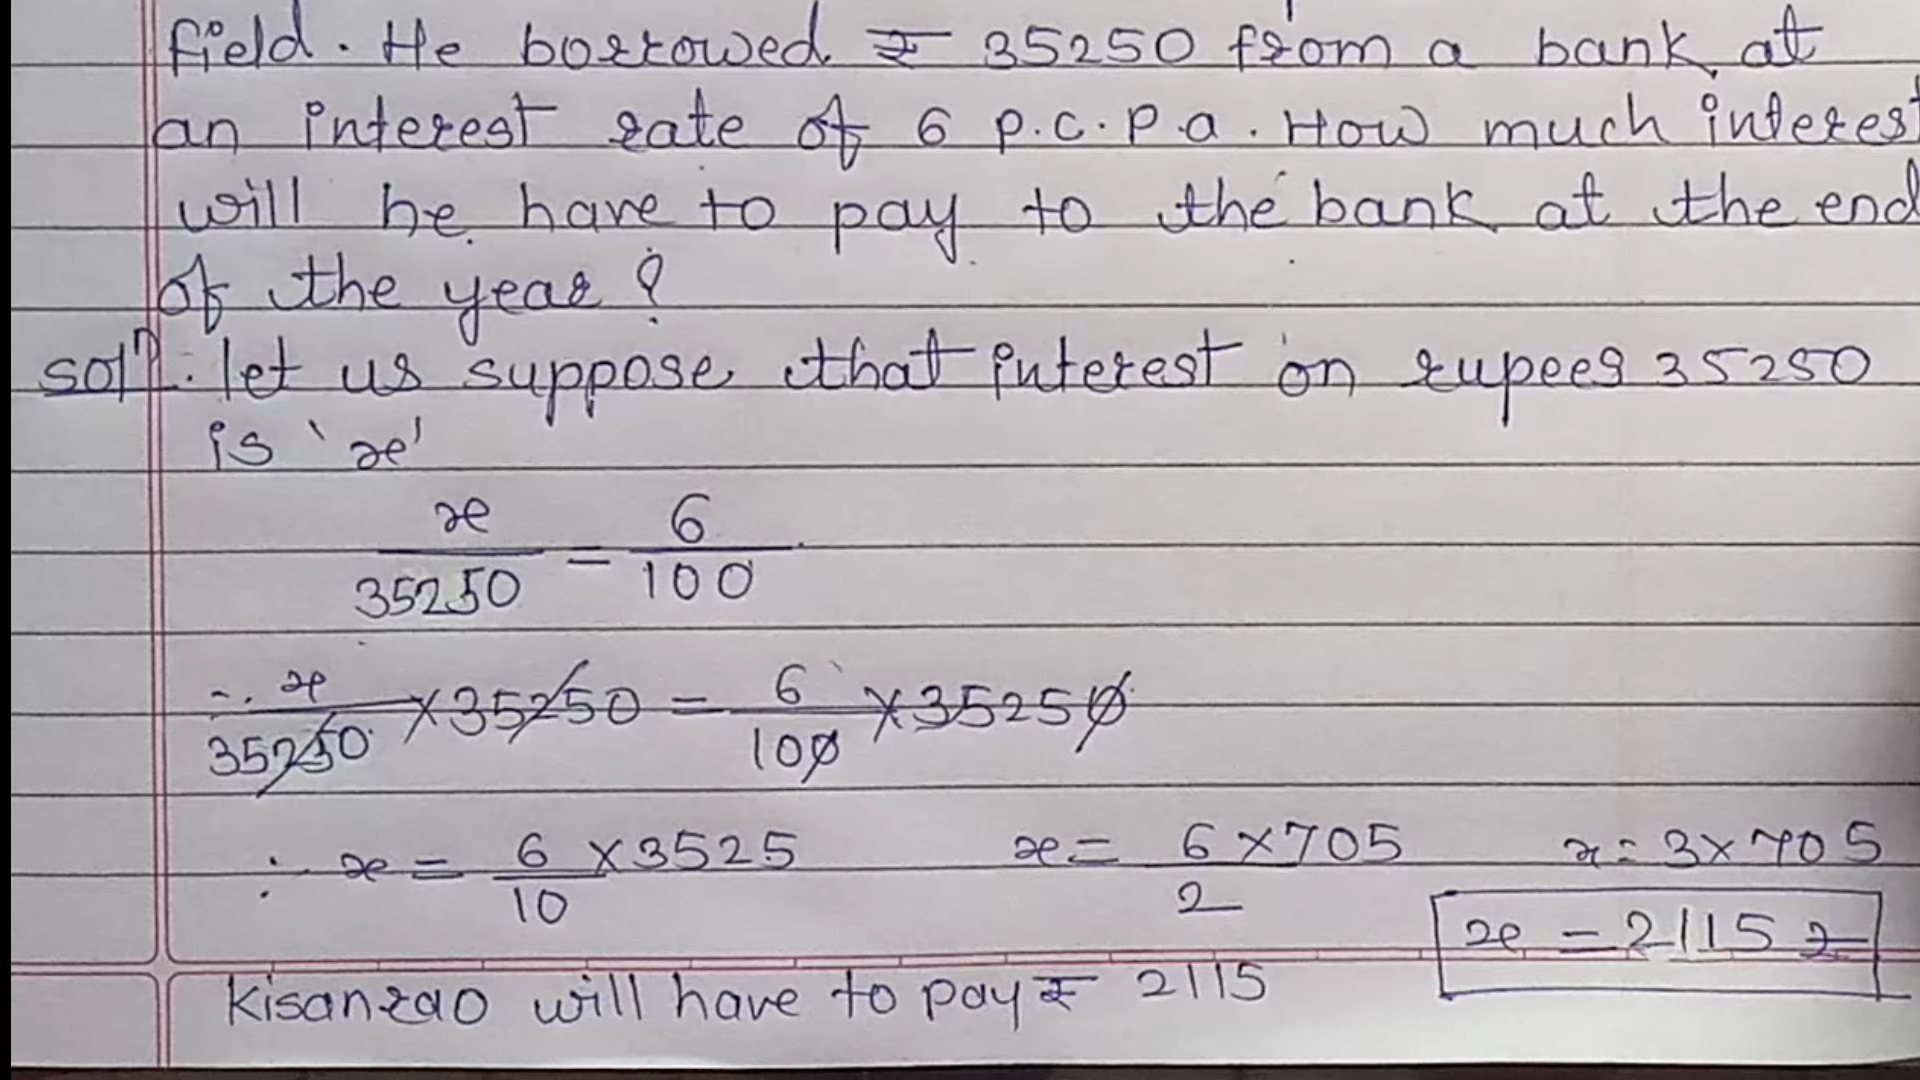 field. He borrowed ₹ 35250 from a bank at
an interest rate of 6 p.c.p.a. How much interest
will he have to pay to the bank at the end
of the year?
solⁿ: let us suppose that interest on rupees 35250
is 'x'
x/35250 = 6/100
∴ x/35250 × 35250 = 6/100 × 35250
∴ x = 6/10 × 3525 x = 6 × 705/2 x = 3 × 705
x = 2115
Kisanrao will have to pay ₹ 2115